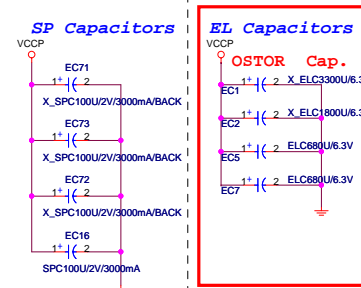 SP Capacitors
VCCP
EC71
1+ 2
X_SPC100U/2V/3000mA/BACK
EC73
1+ 2
X_SPC100U/2V/3000mA/BACK
EC72
1+ 2
X_SPC100U/2V/3000mA/BACK
EC16
1+ 2
SPC100U/2V/3000mA
EL Capacitors
VCCP
OSTOR Cap.
1+ 2 X_ELC3300U/6.3
EC1
1+ 2 X_ELC1800U/6.3
EC2
1+ 2 ELC680U/6.3V
EC5
1+ 2 ELC680U/6.3V
EC7